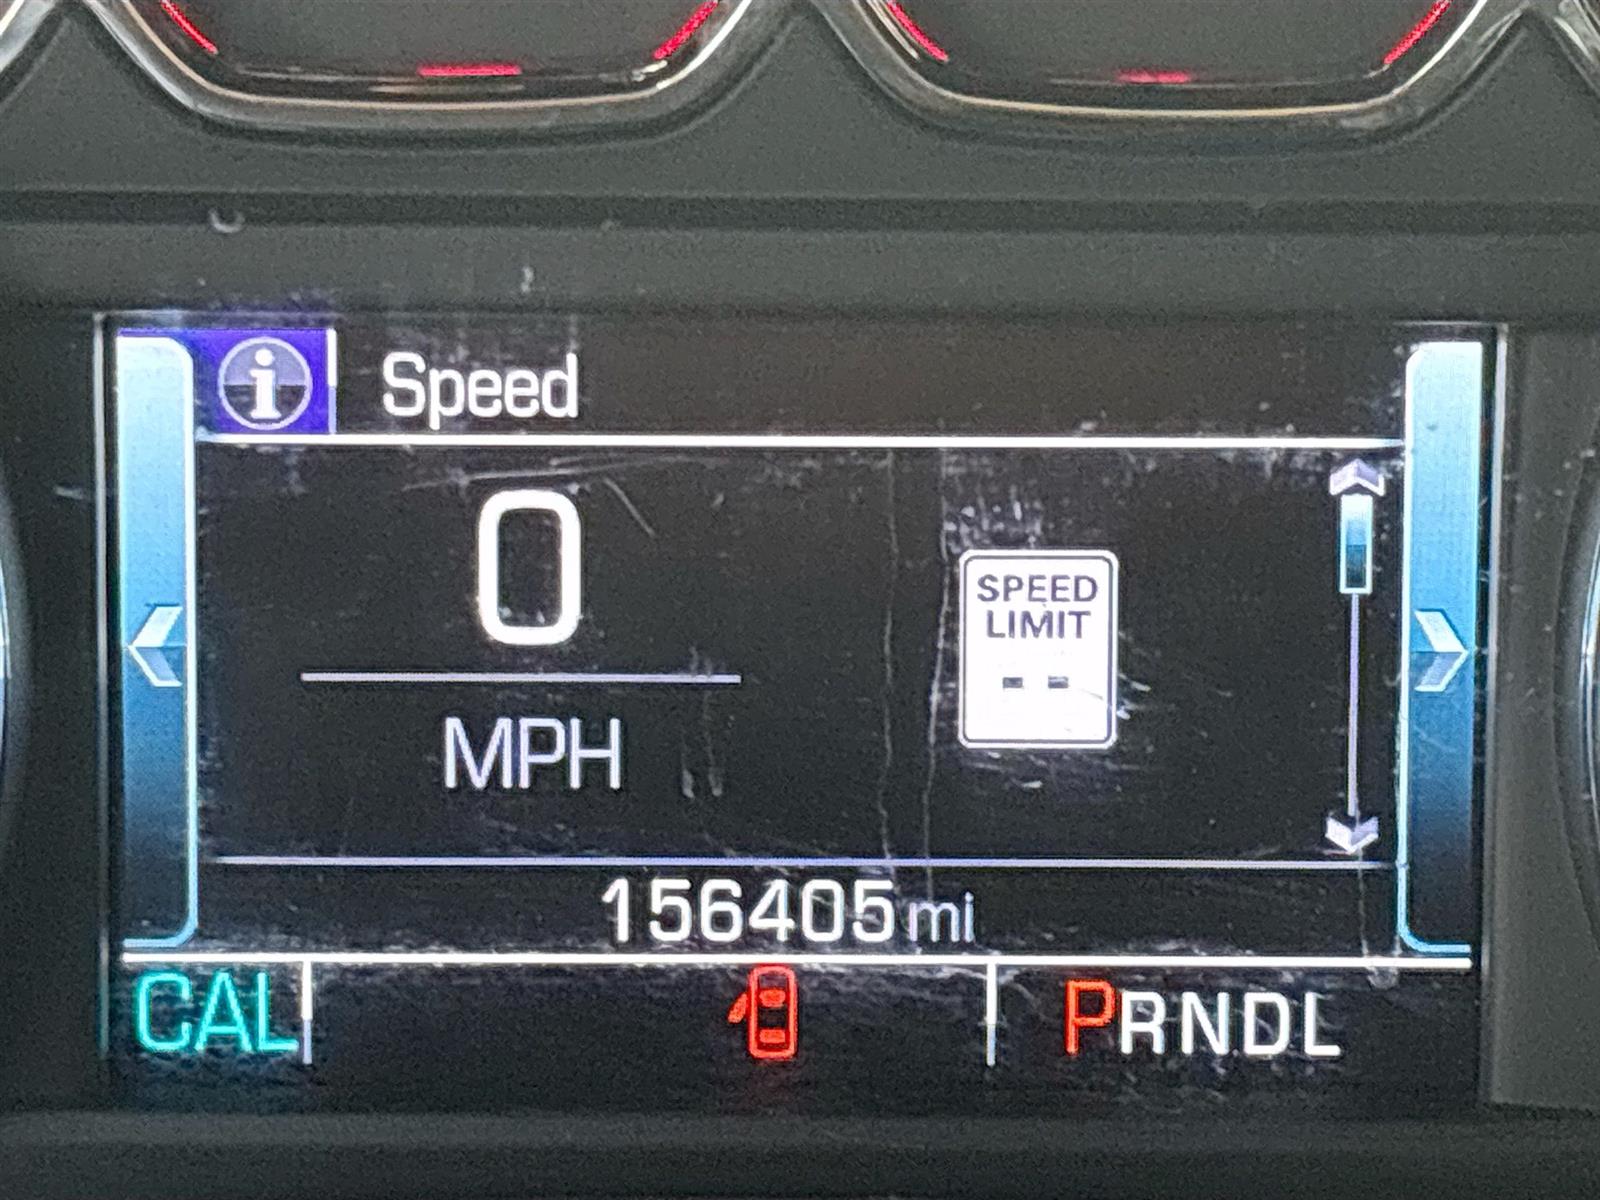 i Speed
0
MPH
SPEED
LIMIT
--
156405 mi
CAL
PRNDL